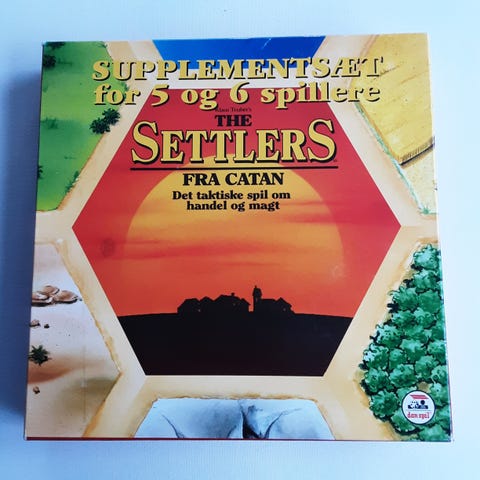 SUPPLEMENTSÆT
for 5 og 6 spillere
Klaus Teuber's
THE
SETTLERS
FRA CATAN
Det taktiske spil om
handel og magt
dan spil